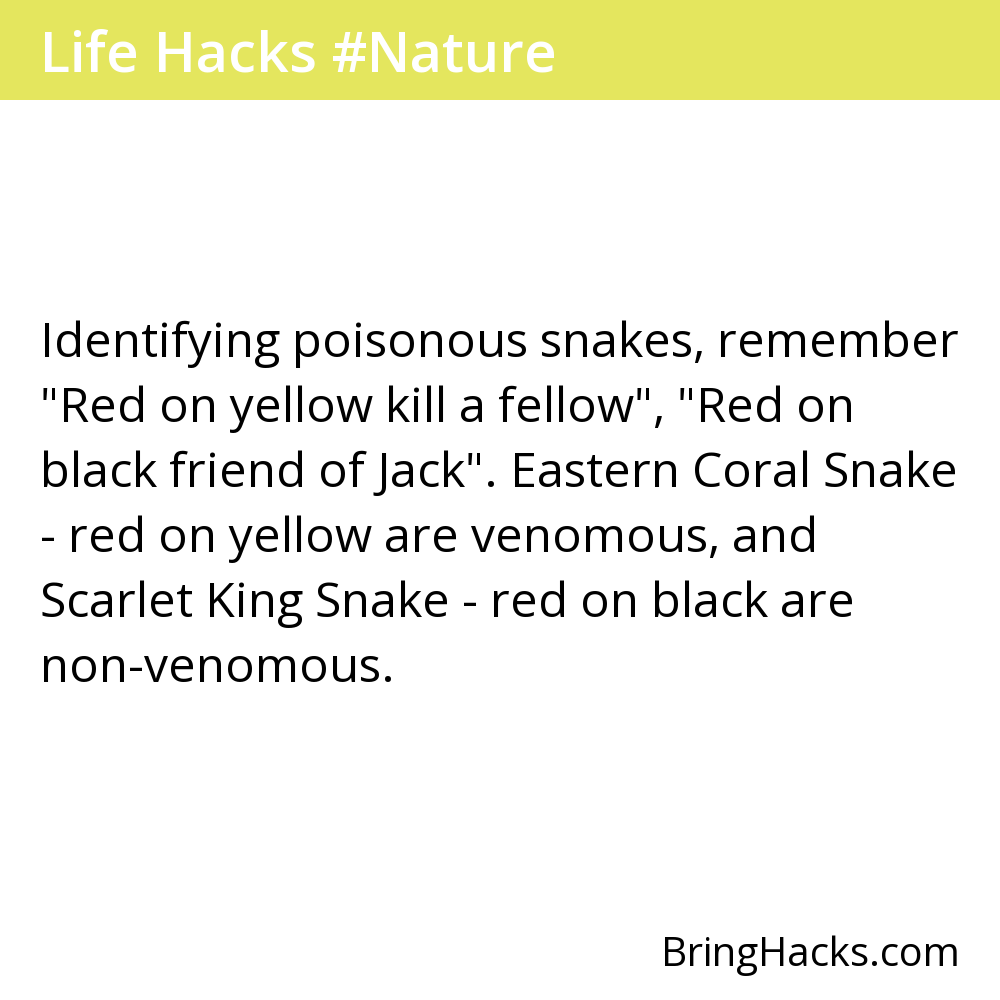 Life Hacks #Nature
Identifying poisonous snakes, remember
"Red on yellow kill a fellow", "Red on
black friend of Jack". Eastern Coral Snake
- red on yellow are venomous, and
Scarlet King Snake - red on black are
non-venomous.
BringHacks.com